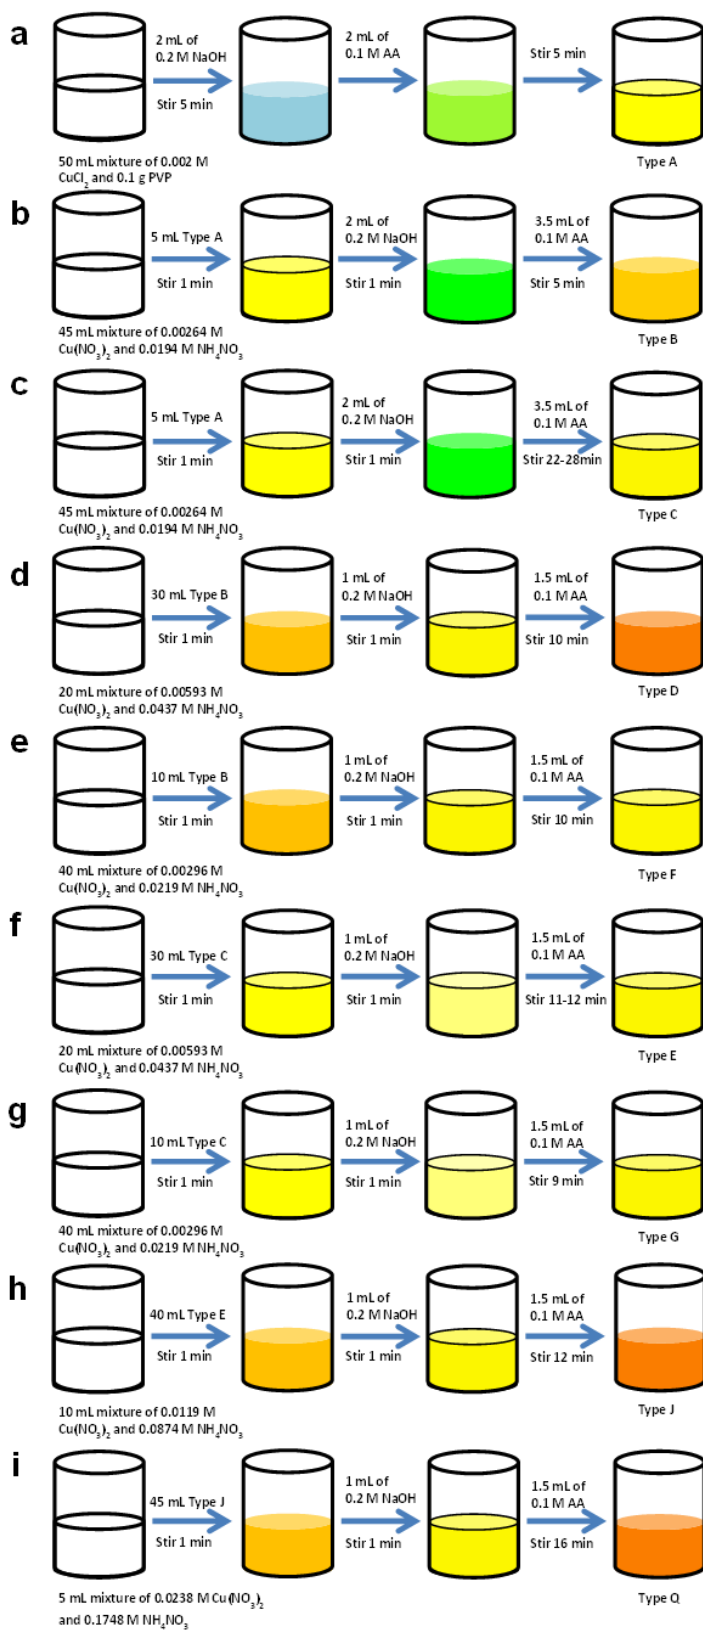 a
2 mL of
0.2 M NaOH
Stir 5 min
2 mL of
0.1 M AA
Stir 5 min
50 mL mixture of 0.002 M
CuCl2 and 0.1 g PVP
Type A
b
5 mL Type A
Stir 1 min
2 mL of
0.2 M NaOH
Stir 1 min
3.5 mL of
0.1 M AA
Stir 5 min
45 mL mixture of 0.00264 M
Cu(NO3)2 and 0.0194 M NH4NO3
Type B
c
5 mL Type A
Stir 1 min
2 mL of
0.2 M NaOH
Stir 1 min
3.5 mL of
0.1 M AA
Stir 22-28min
45 mL mixture of 0.00264 M
Cu(NO3)2 and 0.0194 M NH4NO3
Type C
d
30 mL Type B
Stir 1 min
1 mL of
0.2 M NaOH
Stir 1 min
1.5 mL of
0.1 M AA
Stir 10 min
20 mL mixture of 0.00593 M
Cu(NO3)2 and 0.0437 M NH4NO3
Type D
e
10 mL Type B
Stir 1 min
1 mL of
0.2 M NaOH
Stir 1 min
1.5 mL of
0.1 M AA
Stir 10 min
40 mL mixture of 0.00296 M
Cu(NO3)2 and 0.0219 M NH4NO3
Type F
f
30 mL Type C
Stir 1 min
1 mL of
0.2 M NaOH
Stir 1 min
1.5 mL of
0.1 M AA
Stir 11-12 min
20 mL mixture of 0.00593 M
Cu(NO3)2 and 0.0437 M NH4NO3
Type E
g
10 mL Type C
Stir 1 min
1 mL of
0.2 M NaOH
Stir 1 min
1.5 mL of
0.1 M AA
Stir 9 min
40 mL mixture of 0.00296 M
Cu(NO3)2 and 0.0219 M NH4NO3
Type G
h
40 mL Type E
Stir 1 min
1 mL of
0.2 M NaOH
Stir 1 min
1.5 mL of
0.1 M AA
Stir 12 min
10 mL mixture of 0.0119 M
Cu(NO3)2 and 0.0874 M NH4NO3
Type J
i
45 mL Type J
Stir 1 min
1 mL of
0.2 M NaOH
Stir 1 min
1.5 mL of
0.1 M AA
Stir 16 min
5 mL mixture of 0.0238 M Cu(NO3)2
and 0.1748 M NH4NO3
Type Q